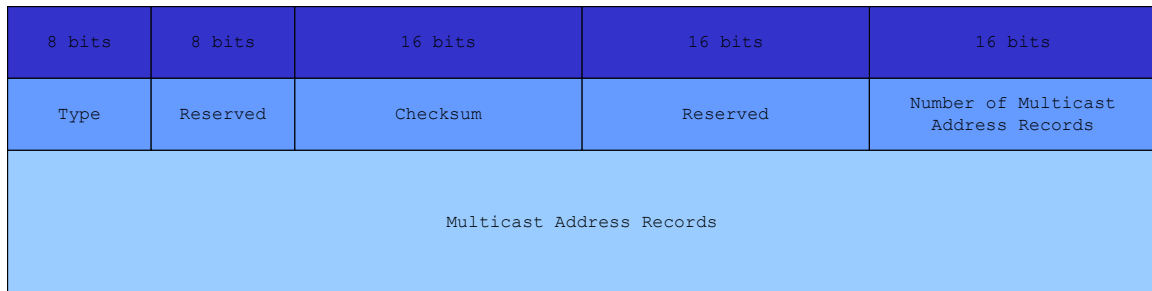 8 bits 8 bits 16 bits 16 bits 16 bits
Type Reserved Checksum Reserved Number of Multicast
Address Records
Multicast Address Records